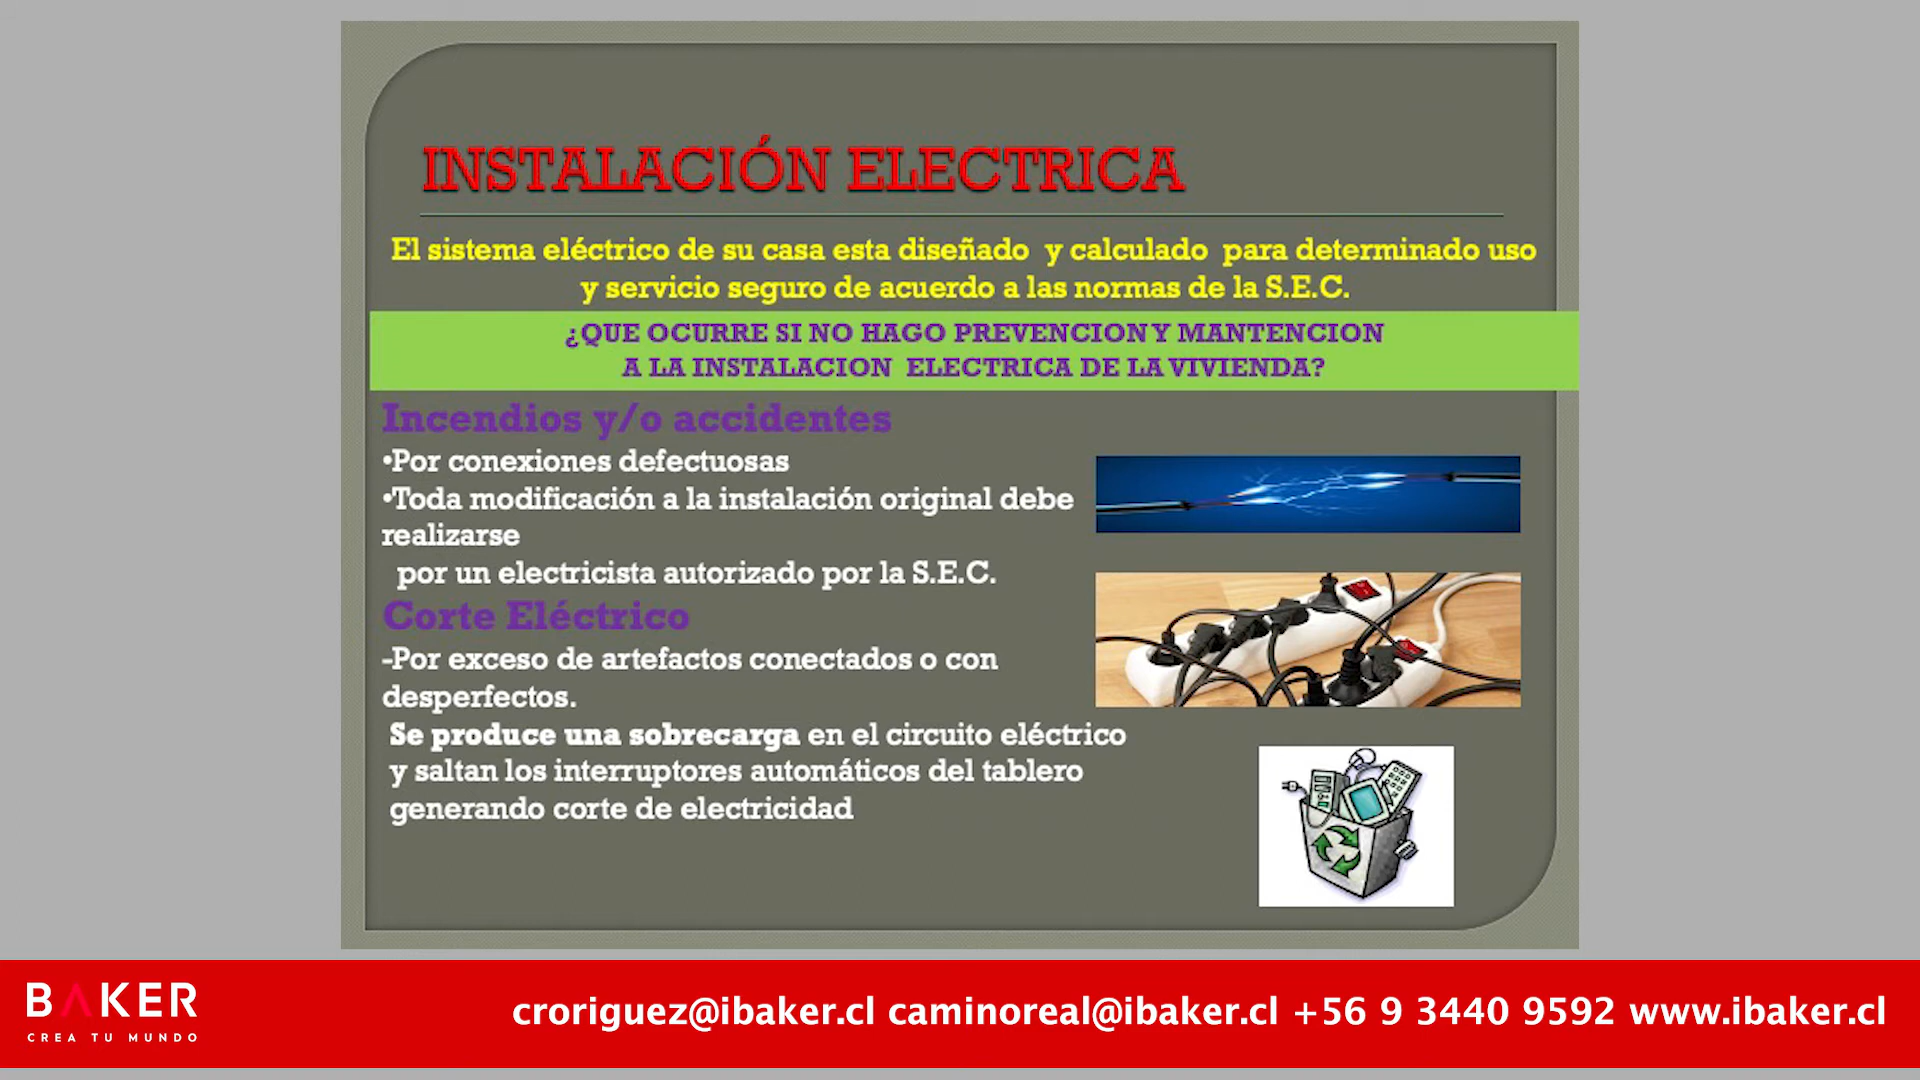 INSTALACIÓN ELECTRICA
El sistema eléctrico de su casa esta diseñado y calculado para determinado uso
y servicio seguro de acuerdo a las normas de la S.E.C.
¿QUE OCURRE SI NO HAGO PREVENCION Y MANTENCION
A LA INSTALACION ELECTRICA DE LA VIVIENDA?
Incendios y/o accidentes
•Por conexiones defectuosas
•Toda modificación a la instalación original debe
realizarse
por un electricista autorizado por la S.E.C.
Corte Eléctrico
-Por exceso de artefactos conectados o con
desperfectos.
Se produce una sobrecarga en el circuito eléctrico
y saltan los interruptores automáticos del tablero
generando corte de electricidad
BAKER
CREA TU MUNDO
croriguez@ibaker.cl caminoreal@ibaker.cl +56 9 3440 9592 www.ibaker.cl